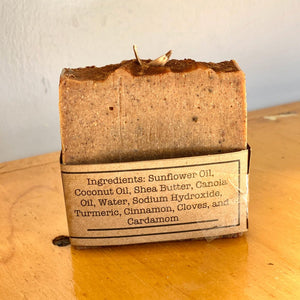 Ingredients: Sunflower Oil,
Coconut Oil, Shea Butter, Canola
Oil, Water, Sodium Hydroxide,
Turmeric, Cinnamon, Cloves, and
Cardamom